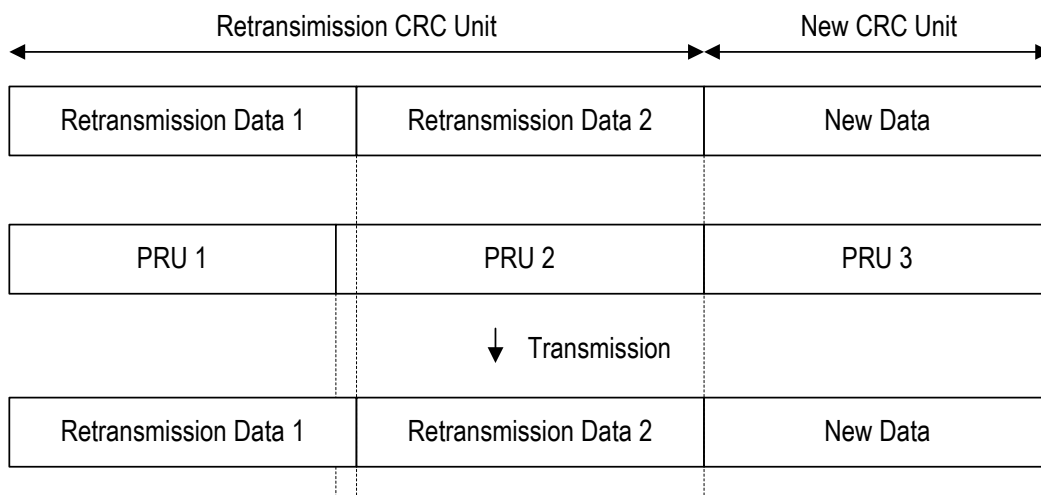 Retransimission CRC Unit New CRC Unit
Retransmission Data 1 Retransmission Data 2 New Data
PRU 1 PRU 2 PRU 3
Transmission
Retransmission Data 1 Retransmission Data 2 New Data